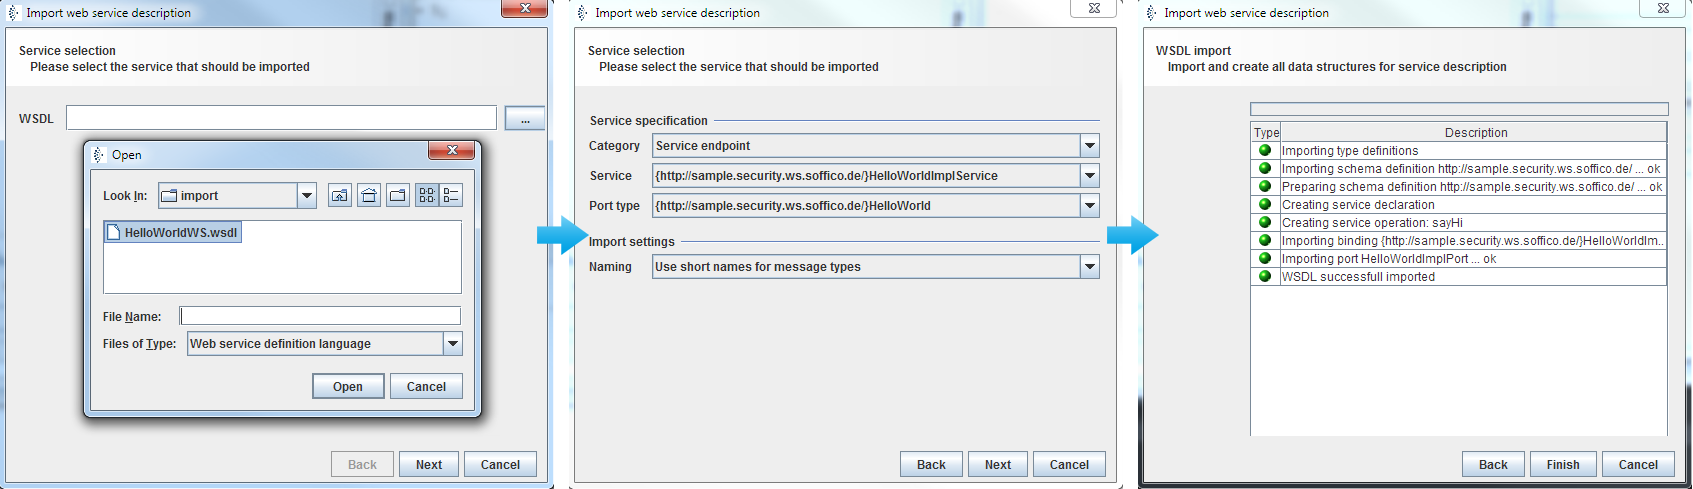 Import web service description
Service selection
Please select the service that should be imported
WSDL
...
Open
Look In:
import
HelloWorldWS.wsdl
File Name:
Files of Type:
Web service definition language
Open
Cancel
Back
Next
Cancel
Import web service description
Service selection
Please select the service that should be imported
Service specification
Category
Service endpoint
Service
{http://sample.security.ws.soffico.de/}HelloWorldImplService
Port type
{http://sample.security.ws.soffico.de/}HelloWorld
Import settings
Naming
Use short names for message types
Back
Next
Cancel
Import web service description
WSDL import
Import and create all data structures for service description
Type
Description
Importing type definitions
Importing schema definition http://sample.security.ws.soffico.de/ ... ok
Preparing schema definition http://sample.security.ws.soffico.de/ ... ok
Creating service declaration
Creating service operation: sayHi
Importing binding {http://sample.security.ws.soffico.de/}HelloWorldIm...
Importing port HelloWorldImplPort ... ok
WSDL successfull imported
Back
Finish
Cancel